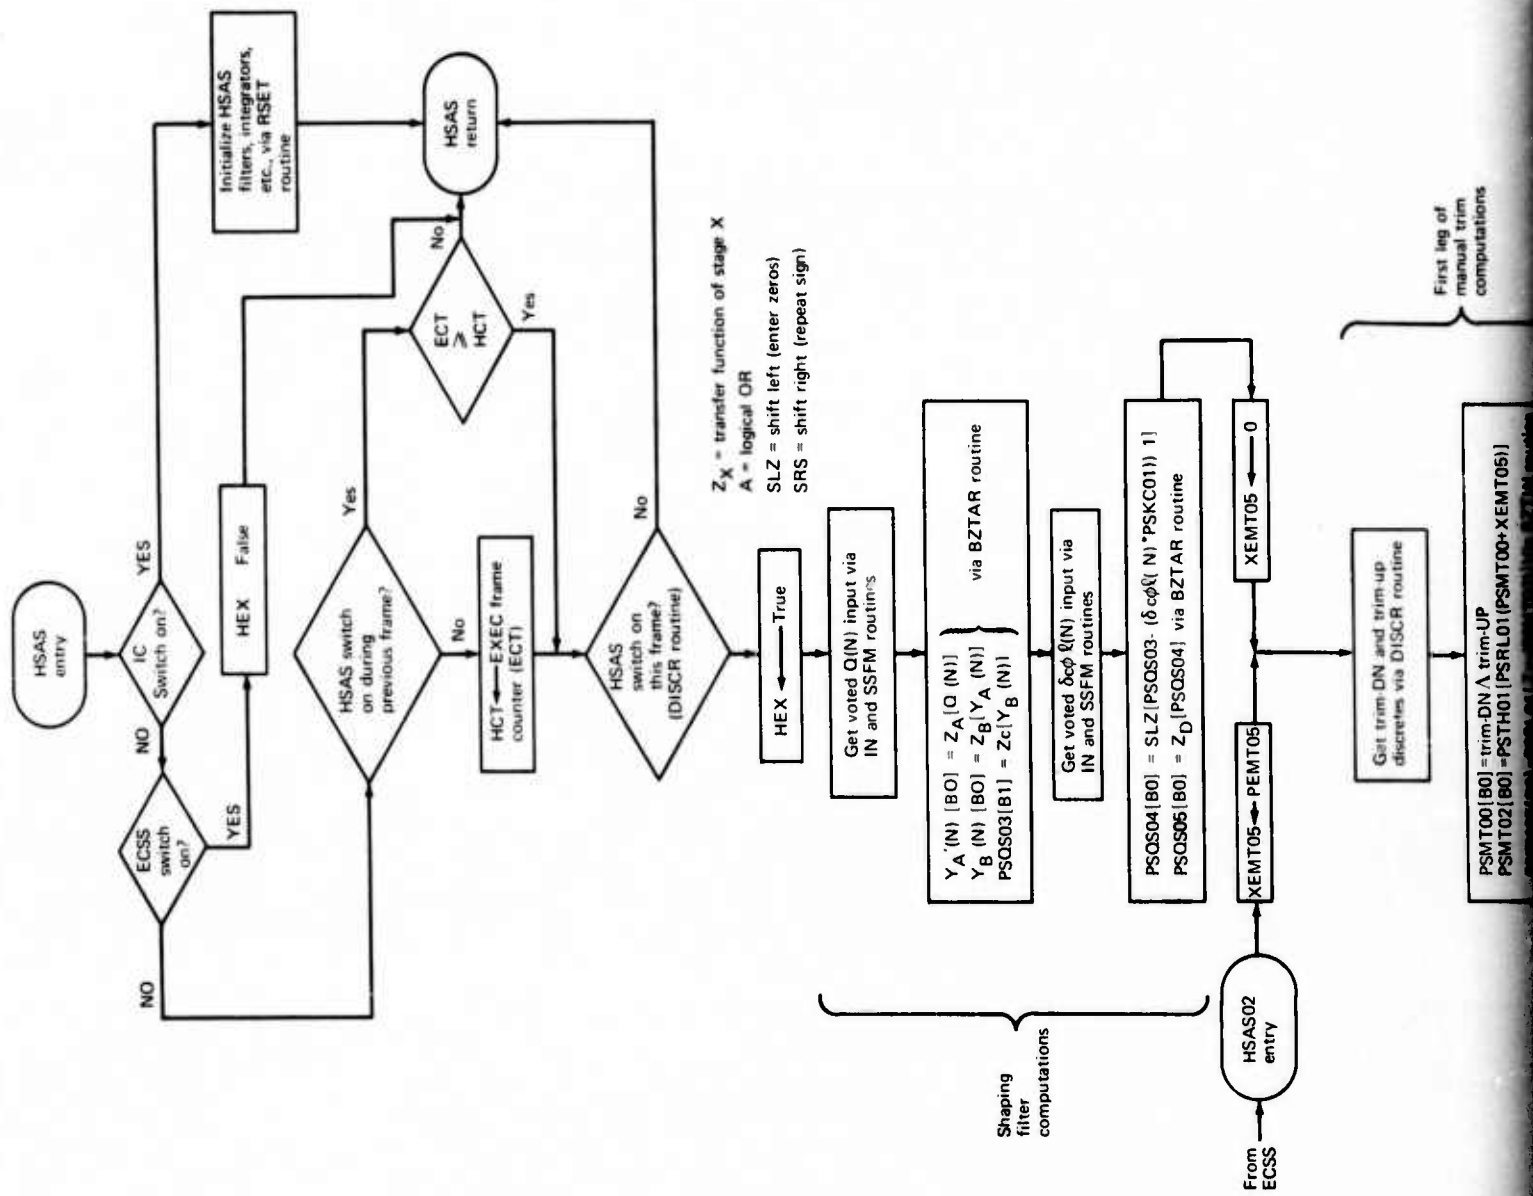 HSAS
entry
IC
Switch on?
YES
NO
Initialize HSAS
filters, integrators,
etc., via RSET
routine
ECSS
switch
on?
YES
NO
HEX False
HSAS
return
HSAS switch
on during
previous frame?
Yes
No
ECT
⩾
HCT
No
Yes
HCT←EXEC frame
counter (ECT)
HSAS
switch on
this frame?
(DISCR routine)
No
Z_X = transfer function of stage X
A = logical OR
SLZ = shift left (enter zeros)
SRS = shift right (repeat sign)
HEX ←True
Get voted Q(N) input via
IN and SSFM routines
Y_A'(N) [BO] = Z_A[Q (N)]
Y_B (N) [BO] = Z_B[Y_A (N)]
PSQS03[B1] = Zc[Y_B (N)]
via BZTAR routine
Get voted δcϕ ℓ(N) input via
IN and SSFM routines
PSQS04[B0] = SLZ[PSQS03- (δcϕℓ( N)*PSKC01)) 1]
PSQS05[B0] = Z_D[PSQS04] via BZTAR routine
Shaping
filter
computations
XEMT05 ← 0
From
ECSS
HSAS02
entry
XEMT05← PEMT05
Get trim-DN and trim-up
discretes via DISCR routine
First leg of
manual trim
computations
PSMT00[B0] =trim-DN Λ trim-UP
PSMT02[B0] =PSTH01[PSRL01(PSMT00+XEMT05)]